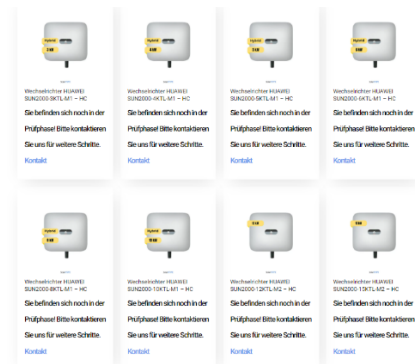 Wechselrichter HUAWEI
SUN2000-3KTL-M1 – HC
Sie befinden sich noch in der
Prüfphase! Bitte kontaktieren
Sie uns für weitere Schritte.
Kontakt
Wechselrichter HUAWEI
SUN2000-4KTL-M1 – HC
Sie befinden sich noch in der
Prüfphase! Bitte kontaktieren
Sie uns für weitere Schritte.
Kontakt
Wechselrichter HUAWEI
SUN2000-5KTL-M1 – HC
Sie befinden sich noch in der
Prüfphase! Bitte kontaktieren
Sie uns für weitere Schritte.
Kontakt
Wechselrichter HUAWEI
SUN2000-6KTL-M1 – HC
Sie befinden sich noch in der
Prüfphase! Bitte kontaktieren
Sie uns für weitere Schritte.
Kontakt
Wechselrichter HUAWEI
SUN2000-8KTL-M1 – HC
Sie befinden sich noch in der
Prüfphase! Bitte kontaktieren
Sie uns für weitere Schritte.
Kontakt
Wechselrichter HUAWEI
SUN2000-10KTL-M1 – HC
Sie befinden sich noch in der
Prüfphase! Bitte kontaktieren
Sie uns für weitere Schritte.
Kontakt
Wechselrichter HUAWEI
SUN2000-12KTL-M2 – HC
Sie befinden sich noch in der
Prüfphase! Bitte kontaktieren
Sie uns für weitere Schritte.
Kontakt
Wechselrichter HUAWEI
SUN2000-15KTL-M2 – HC
Sie befinden sich noch in der
Prüfphase! Bitte kontaktieren
Sie uns für weitere Schritte.
Kontakt